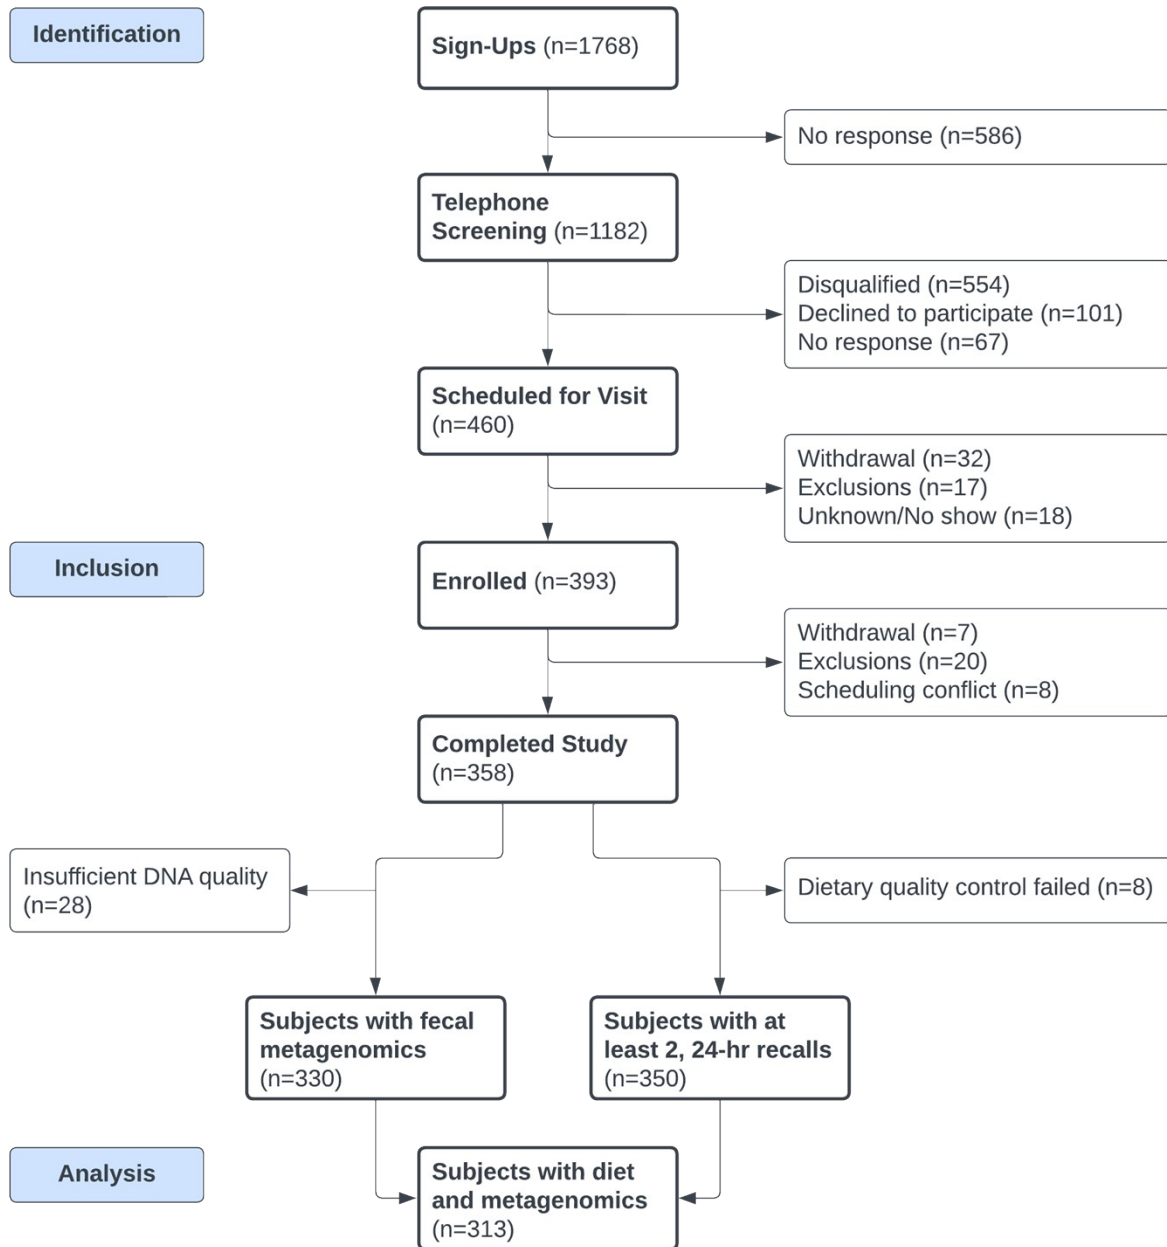 Identification
Sign-Ups (n=1768)
No response (n=586)
Telephone
Screening (n=1182)
Disqualified (n=554)
Declined to participate (n=101)
No response (n=67)
Scheduled for Visit
(n=460)
Withdrawal (n=32)
Exclusions (n=17)
Unknown/No show (n=18)
Inclusion
Enrolled (n=393)
Withdrawal (n=7)
Exclusions (n=20)
Scheduling conflict (n=8)
Completed Study
(n=358)
Insufficient DNA quality
(n=28)
Dietary quality control failed (n=8)
Subjects with fecal
metagenomics
(n=330)
Subjects with at
least 2, 24-hr recalls
(n=350)
Analysis
Subjects with diet
and metagenomics
(n=313)